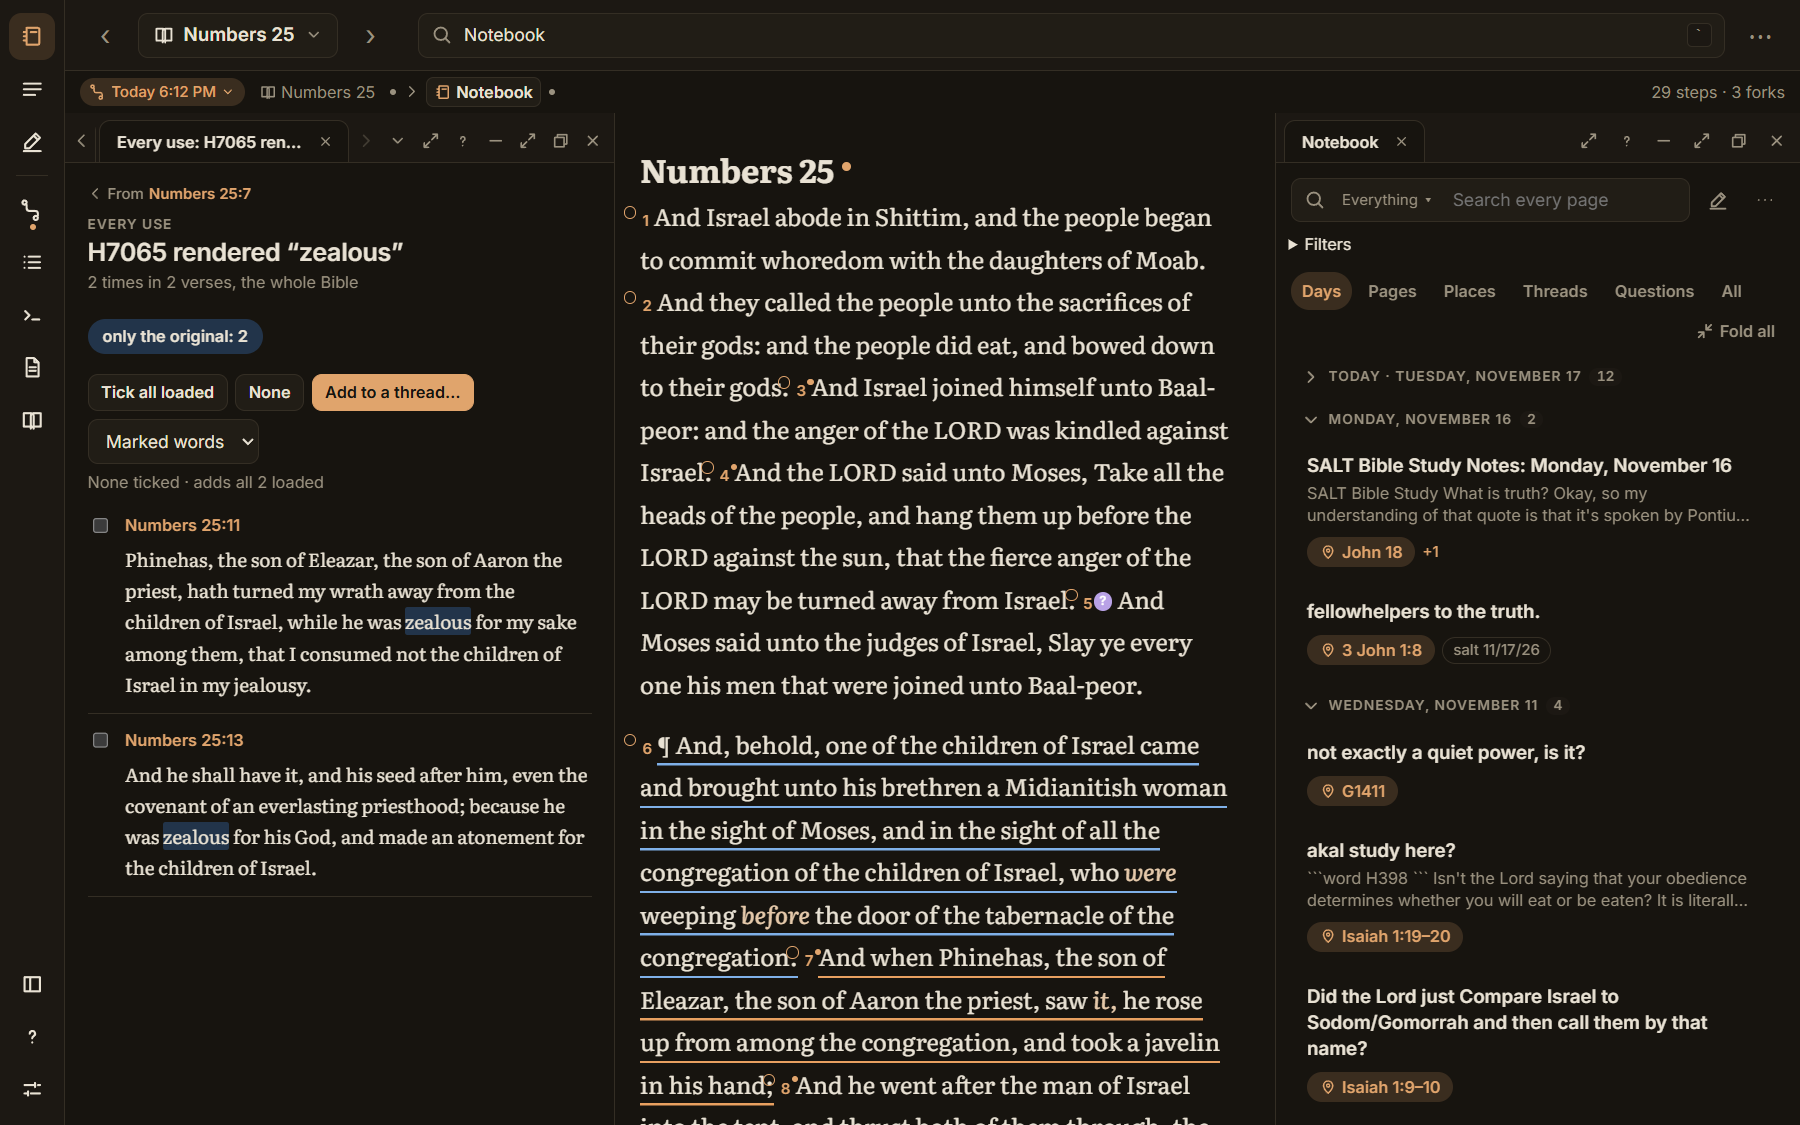 Numbers 25
Notebook
`
Today 6:12 PM
Numbers 25
Notebook
29 steps · 3 forks
Every use: H7065 ren...
?
From Numbers 25:7
EVERY USE
H7065 rendered “zealous”
2 times in 2 verses, the whole Bible
only the original: 2
Tick all loaded
None
Add to a thread...
Marked words
None ticked · adds all 2 loaded
Numbers 25:11
Phinehas, the son of Eleazar, the son of Aaron the
priest, hath turned my wrath away from the
children of Israel, while he was zealous for my sake
among them, that I consumed not the children of
Israel in my jealousy.
Numbers 25:13
And he shall have it, and his seed after him, even the
covenant of an everlasting priesthood; because he
was zealous for his God, and made an atonement for
the children of Israel.
?
Numbers 25
1 And Israel abode in Shittim, and the people began
to commit whoredom with the daughters of Moab.
2 And they called the people unto the sacrifices of
their gods: and the people did eat, and bowed down
to their gods. 3 And Israel joined himself unto Baal-
peor: and the anger of the LORD was kindled against
Israel. 4 And the LORD said unto Moses, Take all the
heads of the people, and hang them up before the
LORD against the sun, that the fierce anger of the
LORD may be turned away from Israel. 5 ? And
Moses said unto the judges of Israel, Slay ye every
one his men that were joined unto Baal-peor.
6 ¶ And, behold, one of the children of Israel came
and brought unto his brethren a Midianitish woman
in the sight of Moses, and in the sight of all the
congregation of the children of Israel, who were
weeping before the door of the tabernacle of the
congregation. 7 And when Phinehas, the son of
Eleazar, the son of Aaron the priest, saw it, he rose
up from among the congregation, and took a javelin
in his hand; 8 And he went after the man of Israel
into the tent, and thrust both of them through, the
Notebook
?
Everything
Search every page
Filters
Days
Pages
Places
Threads
Questions
All
Fold all
TODAY · TUESDAY, NOVEMBER 17 12
MONDAY, NOVEMBER 16 2
SALT Bible Study Notes: Monday, November 16
SALT Bible Study What is truth? Okay, so my
understanding of that quote is that it's spoken by Pontiu...
John 18 +1
fellowhelpers to the truth.
3 John 1:8
salt 11/17/26
WEDNESDAY, NOVEMBER 11 4
not exactly a quiet power, is it?
G1411
akal study here?
```word H398 ``` Isn't the Lord saying that your obedience
determines whether you will eat or be eaten? It is literall...
Isaiah 1:19–20
Did the Lord just Compare Israel to
Sodom/Gomorrah and then call them by that
name?
Isaiah 1:9–10